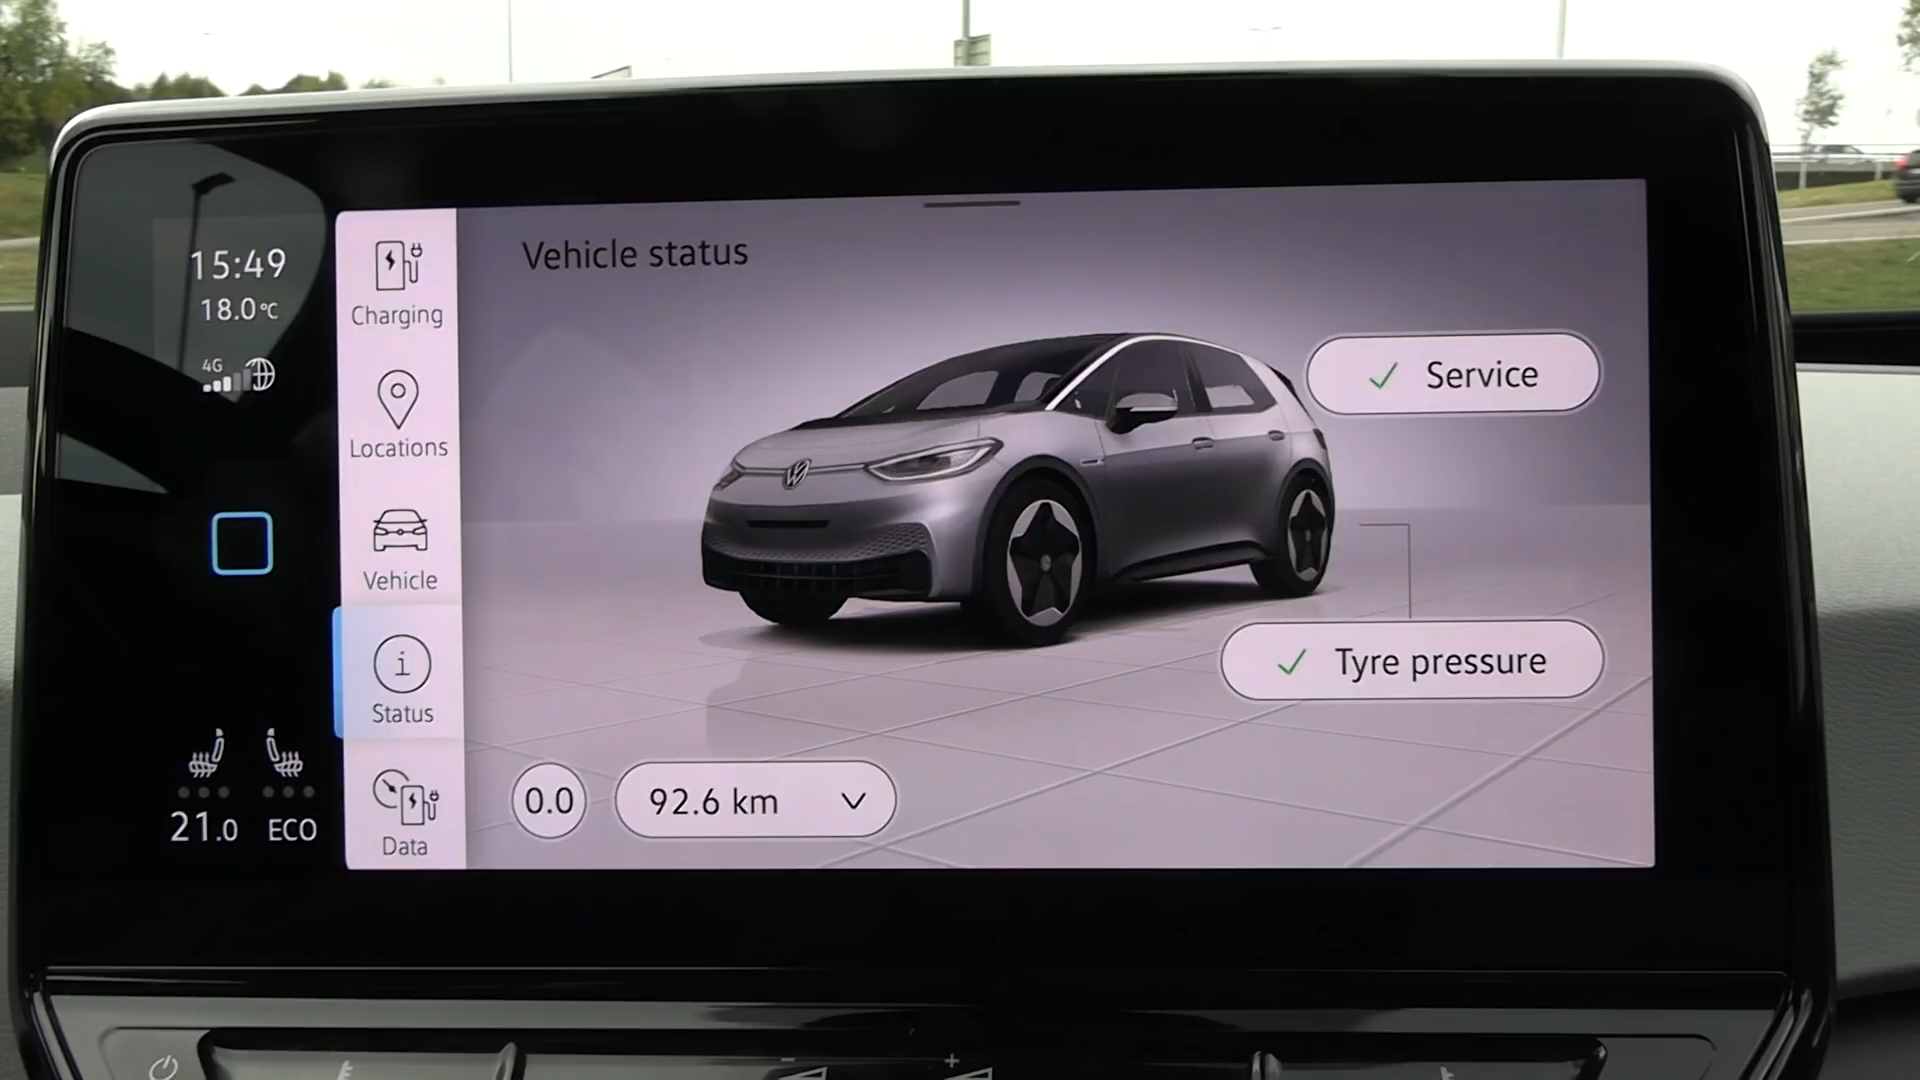 15:49
18.0°C
4G
21.0 ECO
Charging
Locations
Vehicle
Status
Data
Vehicle status
Service
Tyre pressure
0.0
92.6 km